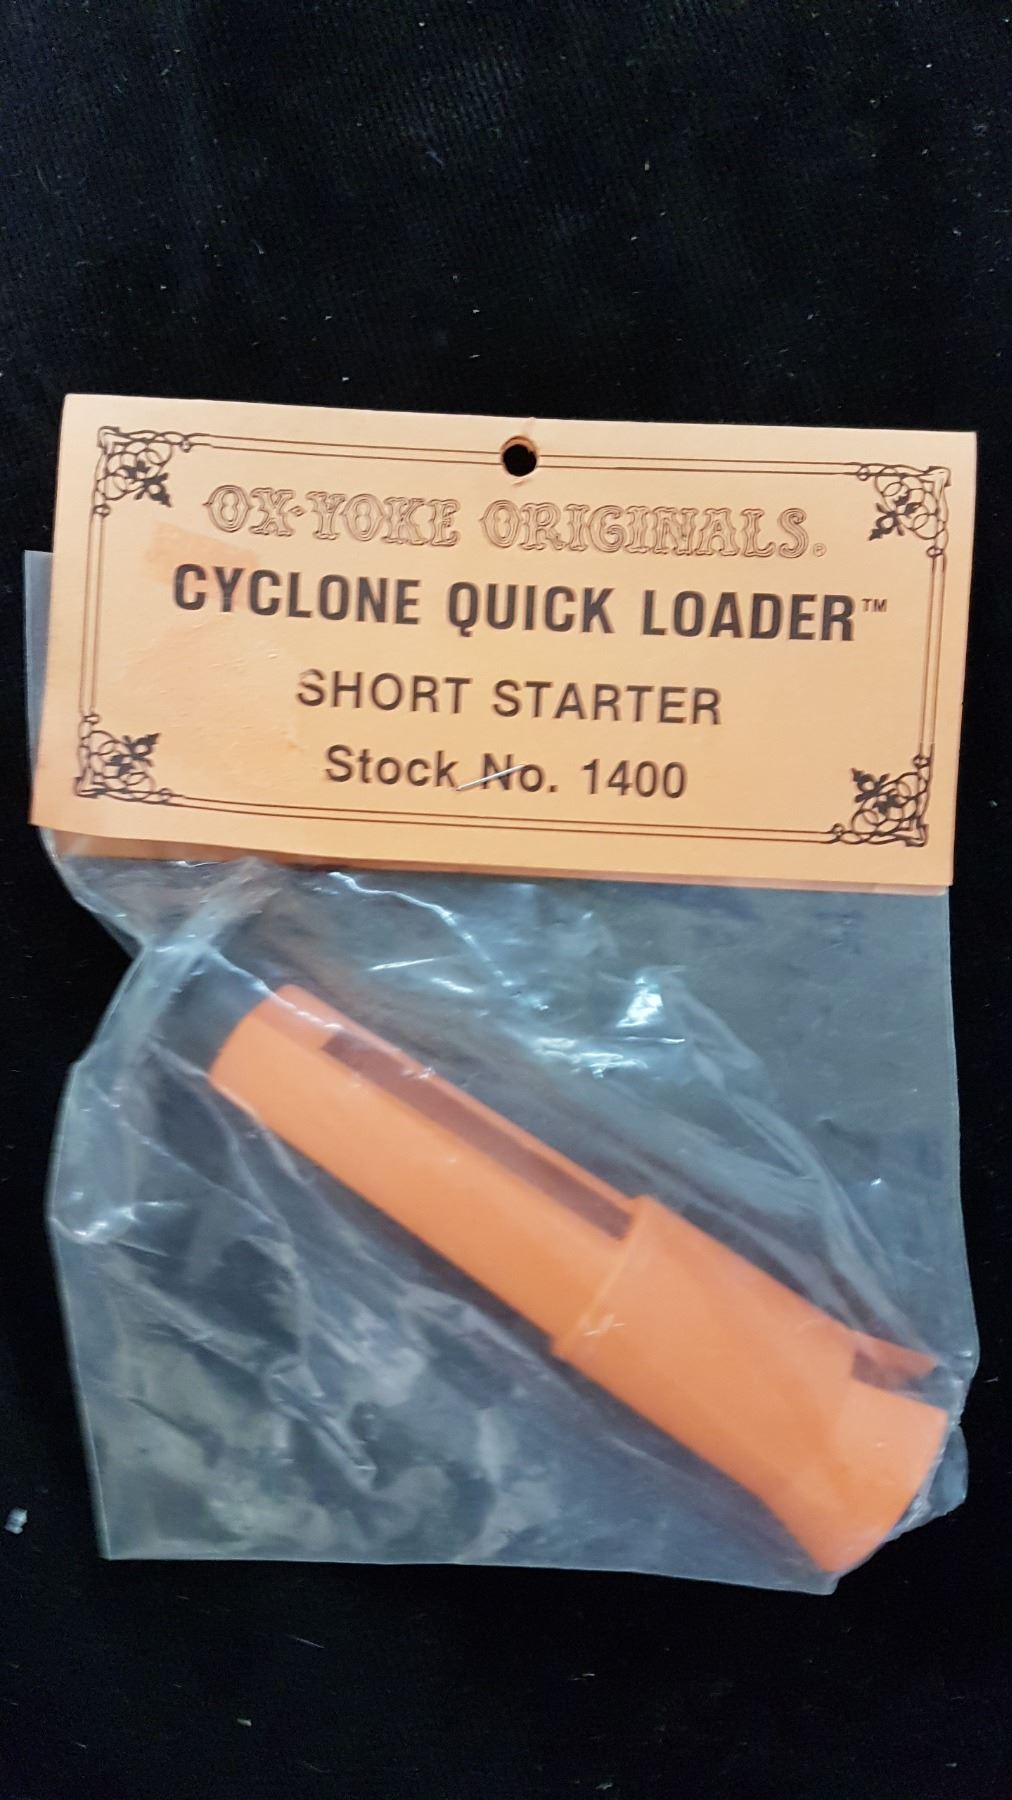 OX-YOKE ORIGINALS®
CYCLONE QUICK LOADER™
SHORT STARTER
Stock No. 1400